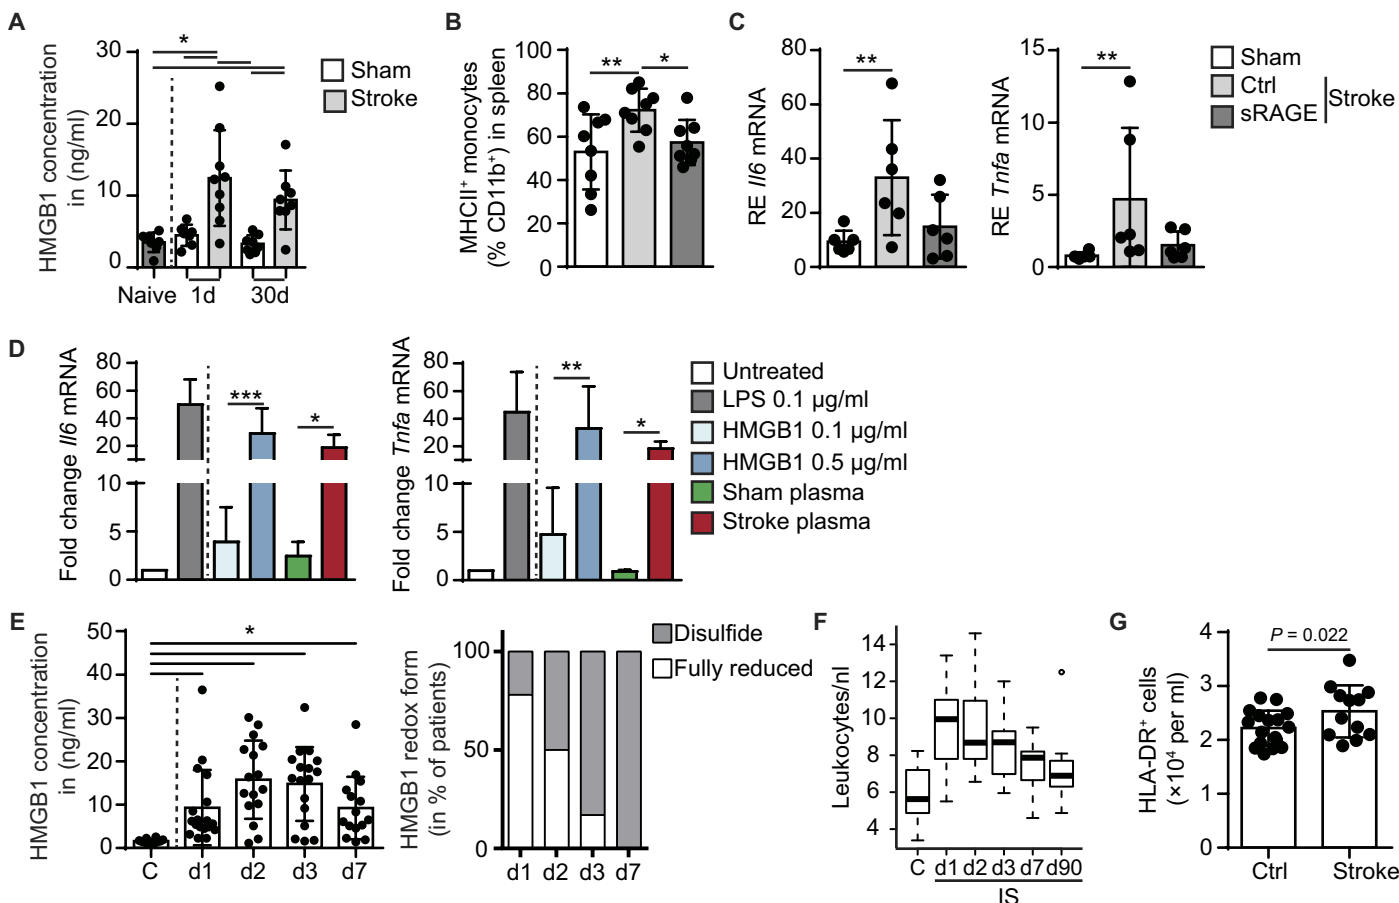 A
HMGB1 concentration
in (ng/ml)
30
20
10
0
*
Naive
1d
30d
Sham
Stroke
B
MHCII⁺ monocytes
(% CD11b⁺) in spleen
100
80
60
40
20
0
**
*
C
RE Il6 mRNA
80
60
40
20
0
**
RE Tnfa mRNA
15
10
5
0
**
Sham
Ctrl
sRAGE
Stroke
D
Fold change Il6 mRNA
80
60
40
20
10
5
0
***
*
Fold change Tnfa mRNA
80
60
40
20
10
5
0
**
*
Untreated
LPS 0.1 µg/ml
HMGB1 0.1 µg/ml
HMGB1 0.5 µg/ml
Sham plasma
Stroke plasma
E
HMGB1 concentration
in (ng/ml)
50
40
30
20
10
0
*
C d1 d2 d3 d7
HMGB1 redox form
(in % of patients)
100
50
0
d1 d2 d3 d7
Disulfide
Fully reduced
F
Leukocytes/nl
14
12
10
8
6
4
C d1 d2 d3 d7 d90
IS
G
HLA-DR⁺ cells
(×10⁴ per ml)
4
3
2
1
0
P = 0.022
Ctrl
Stroke